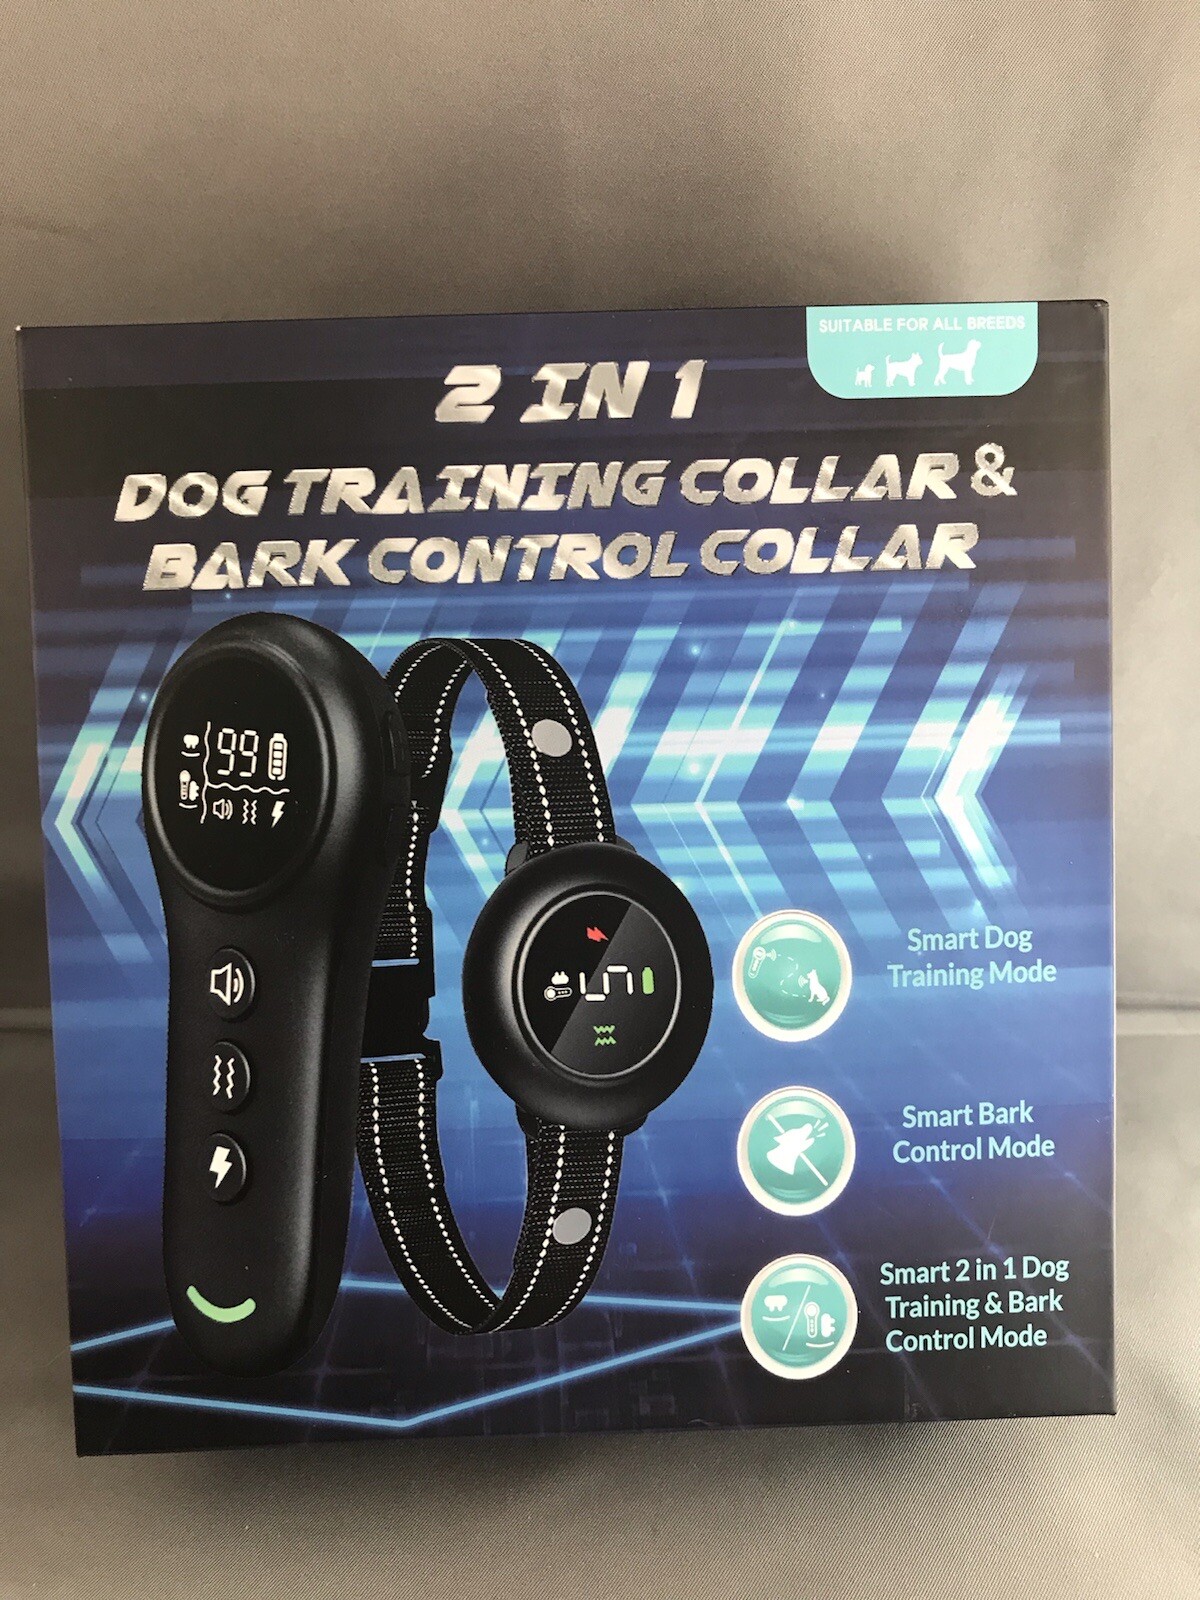 SUITABLE FOR ALL BREEDS
2 IN 1
DOG TRAINING COLLAR &
BARK CONTROL COLLAR
99
5
Smart Dog
Training Mode
Smart Bark
Control Mode
Smart 2 in 1 Dog
Training & Bark
Control Mode